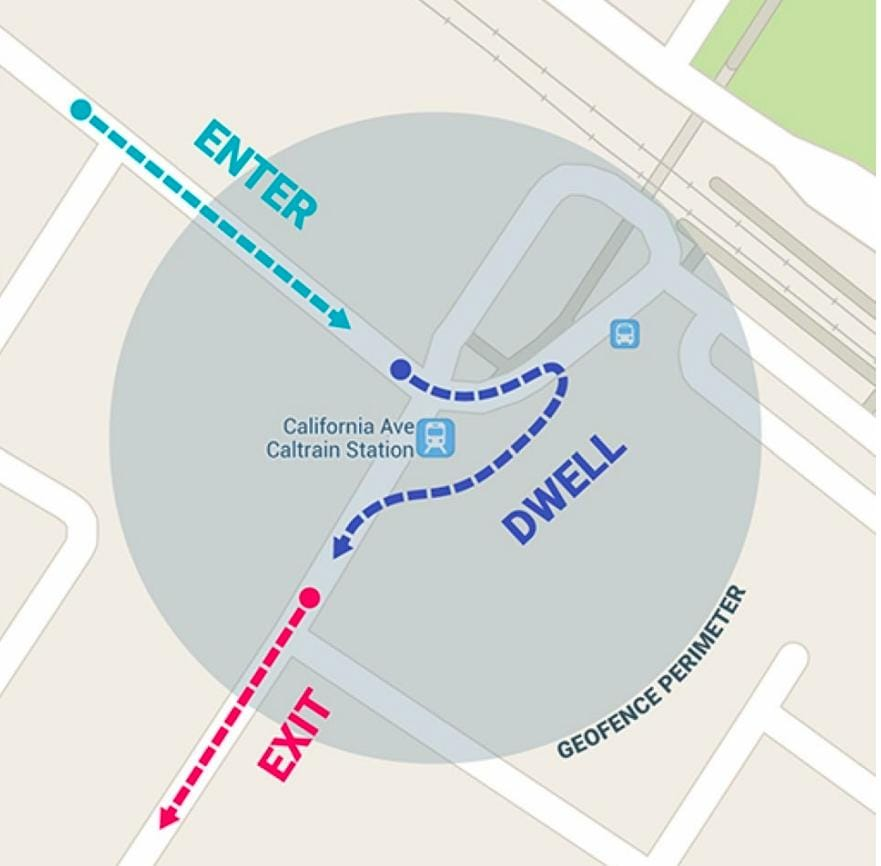 ENTER
California Ave
Caltrain Station
DWELL
GEOFENCE PERIMETER
EXIT